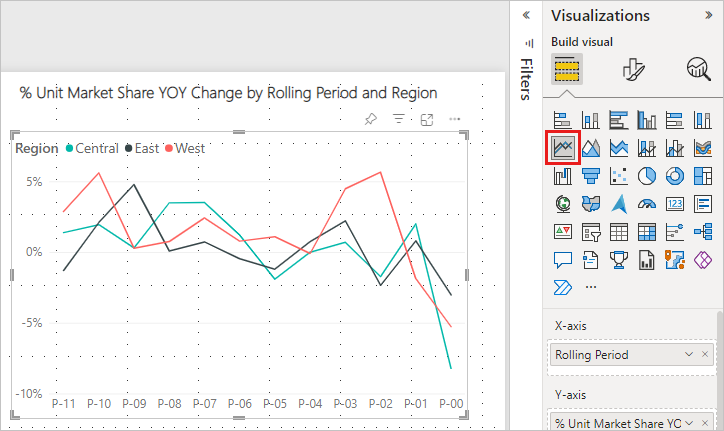 % Unit Market Share YOY Change by Rolling Period and Region
Region Central East West
5%
0%
-5%
-10%
P-11 P-10 P-09 P-08 P-07 P-06 P-05 P-04 P-03 P-02 P-01 P-00
Filters
Visualizations
Build visual
123
X-axis
Rolling Period
Y-axis
% Unit Market Share YO